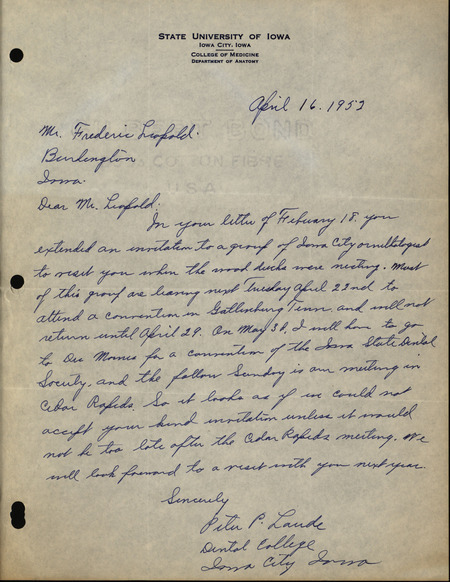 STATE UNIVERSITY OF IOWA
IOWA CITY, IOWA
COLLEGE OF MEDICINE
DEPARTMENT OF ANATOMY
April 16. 1953
Mr. Frederic Leopold.
Burlington
Iowa.
Dear Mr. Leopold:
In your letter of February 18. you
extended an invitation to a group of Iowa City ornithologist
to visit you when the wood ducks were nesting. Most
of this group are leaving next Tuesday April 22nd to
attend a convention in Gatlinburg Tenn. and will not
return until April 29. On May 3d, I will have to go
to Des Moines for a convention of the Iowa State Dental
Society, and the follow Sunday is our meeting in
Cedar Rapids. So it looks as if we could not
accept your kind invitation unless it would
not be too late after the Cedar Rapids meeting. We
will look forward to a visit with you next year.
Sincerely
Peter P. Laude
Dental College
Iowa City Iowa
BOND
COTTON FIBRE
U.S.A